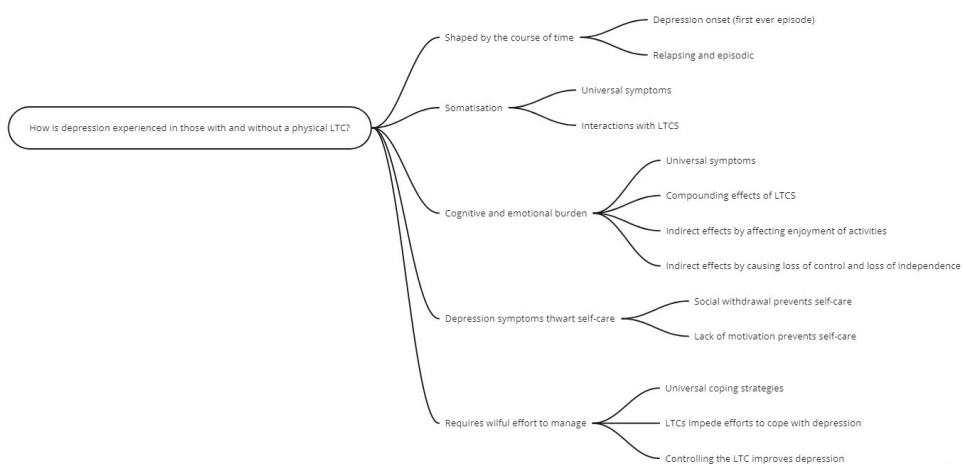 How is depression experienced in those with and without a physical LTC?
Shaped by the course of time
Depression onset (first ever episode)
Relapsing and episodic
Somatisation
Universal symptoms
Interactions with LTCS
Cognitive and emotional burden
Universal symptoms
Compounding effects of LTCS
Indirect effects by affecting enjoyment of activities
Indirect effects by causing loss of control and loss of independence
Depression symptoms thwart self-care
Social withdrawal prevents self-care
Lack of motivation prevents self-care
Requires wilful effort to manage
Universal coping strategies
LTCs impede efforts to cope with depression
Controlling the LTC improves depression